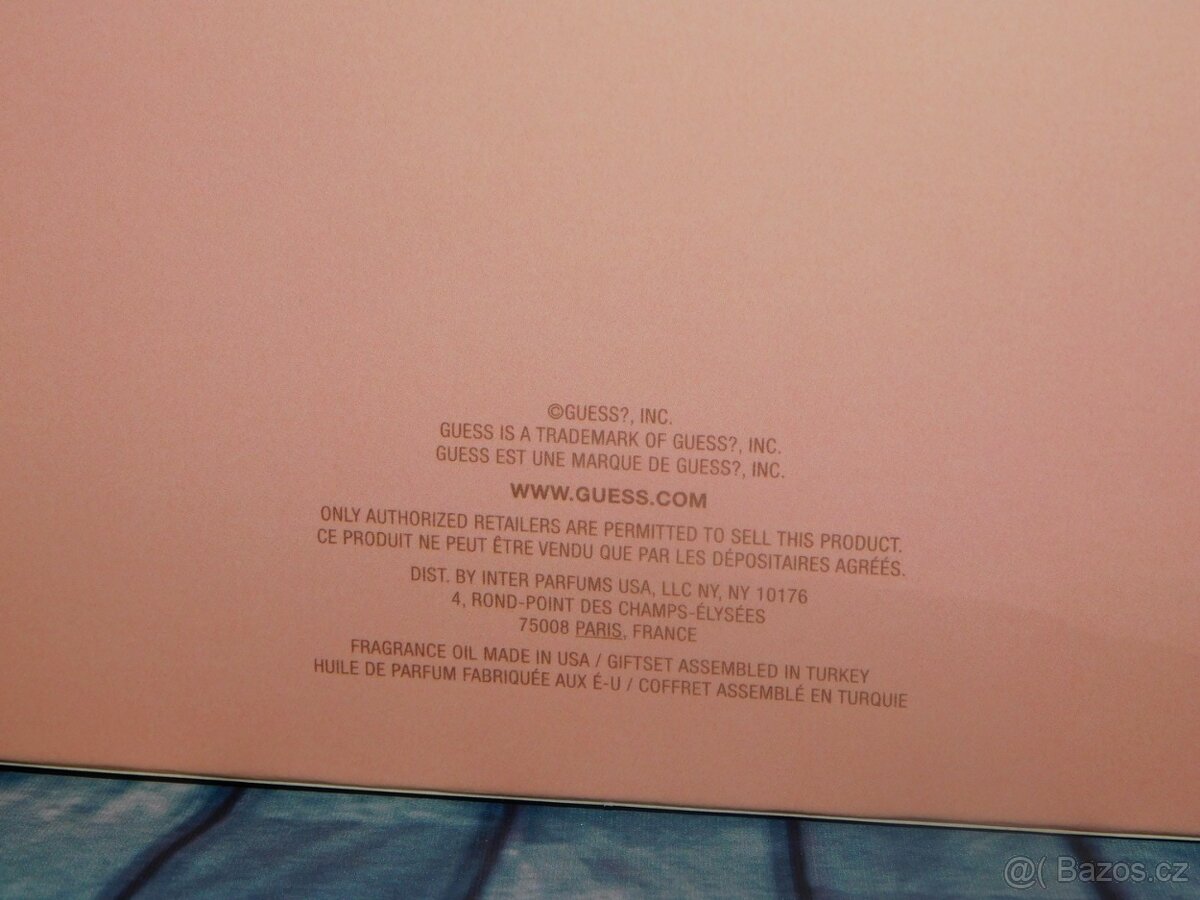 ©GUESS?, INC.
GUESS IS A TRADEMARK OF GUESS?, INC.
GUESS EST UNE MARQUE DE GUESS?, INC.
WWW.GUESS.COM
ONLY AUTHORIZED RETAILERS ARE PERMITTED TO SELL THIS PRODUCT.
CE PRODUIT NE PEUT ÊTRE VENDU QUE PAR LES DÉPOSITAIRES AGRÉÉS.
DIST. BY INTER PARFUMS USA, LLC NY, NY 10176
4, ROND-POINT DES CHAMPS-ÉLYSÉES
75008 PARIS, FRANCE
FRAGRANCE OIL MADE IN USA / GIFTSET ASSEMBLED IN TURKEY
HUILE DE PARFUM FABRIQUÉE AUX É-U / COFFRET ASSEMBLÉ EN TURQUIE
@( Bazos.cz